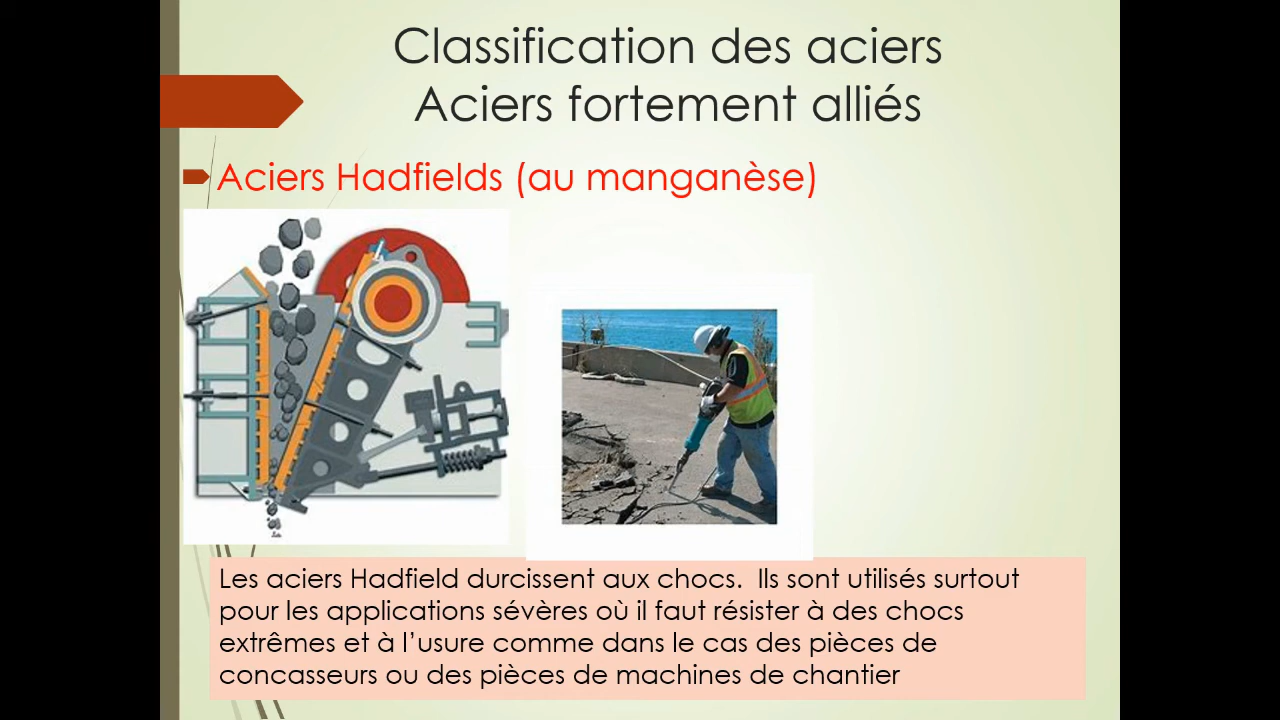 Classification des aciers
Aciers fortement alliés
Aciers Hadfields (au manganèse)
Les aciers Hadfield durcissent aux chocs.  Ils sont utilisés surtout
pour les applications sévères où il faut résister à des chocs
extrêmes et à l’usure comme dans le cas des pièces de
concasseurs ou des pièces de machines de chantier